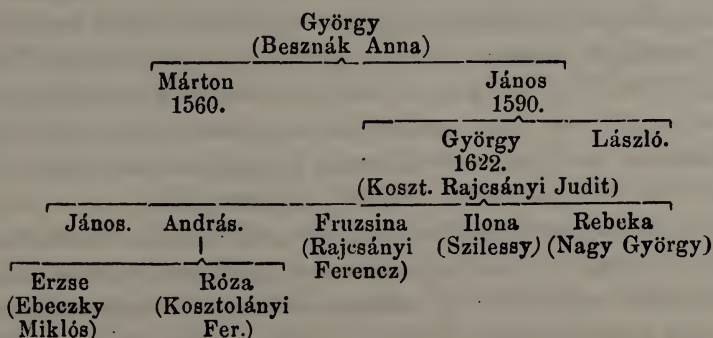 György
(Besznák Anna)
Márton János
1560. 1590.
György László.
1622.
(Koszt. Rajcsányi Judit)
János. András. Fruzsina Ilona Rebeka
(Rajcsányi (Szilessy) (Nagy György)
Ferencz)
Erzse Róza
(Ebeczky (Kosztolányi
Miklós) Fer.)